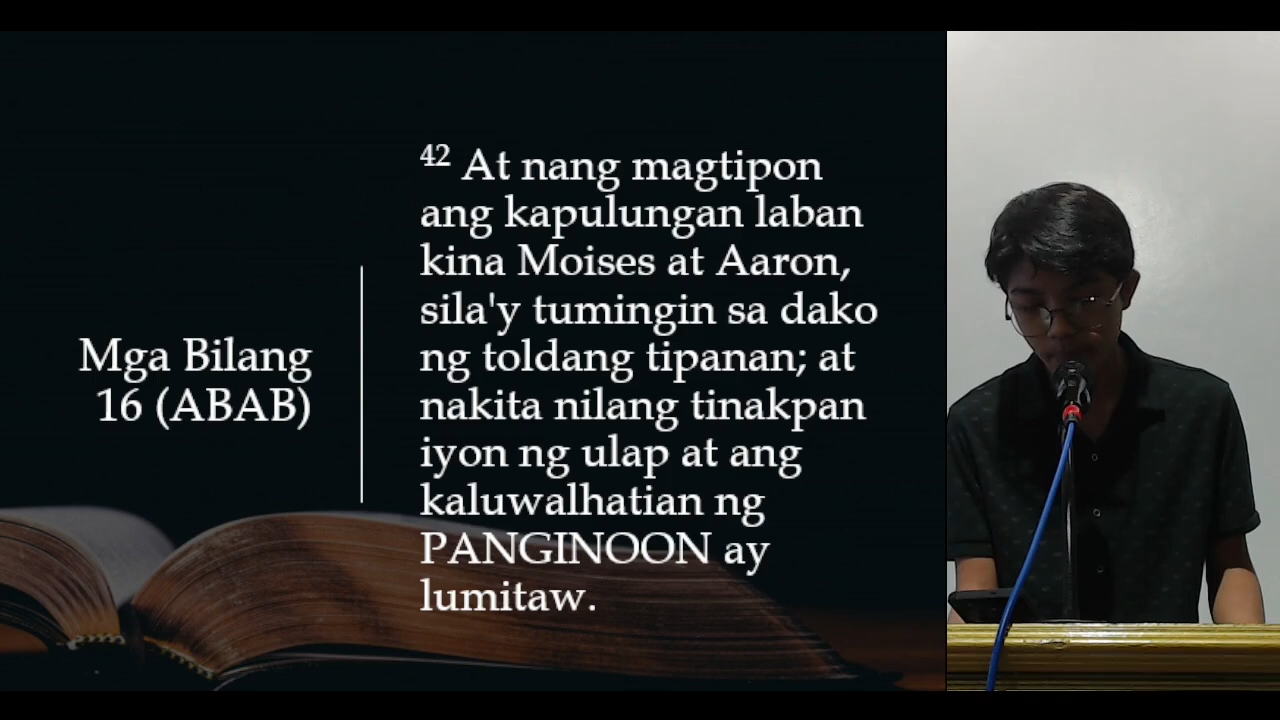 Mga Bilang
16 (ABAB)
42 At nang magtipon
ang kapulungan laban
kina Moises at Aaron,
sila'y tumingin sa dako
ng toldang tipanan; at
nakita nilang tinakpan
iyon ng ulap at ang
kaluwalhatian ng
PANGINOON ay
lumitaw.